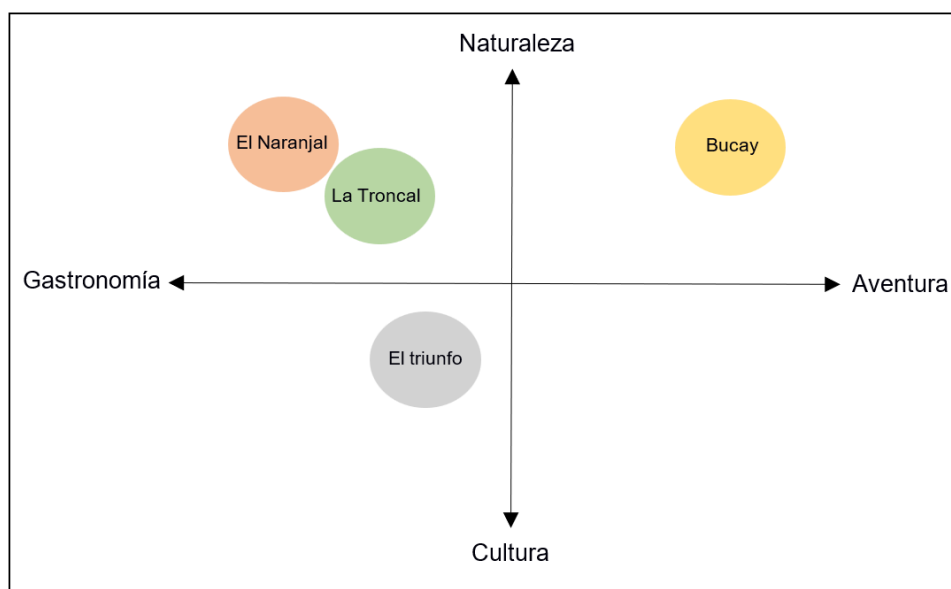 Naturaleza
El Naranjal
Bucay
La Troncal
Gastronomía
Aventura
El triunfo
Cultura